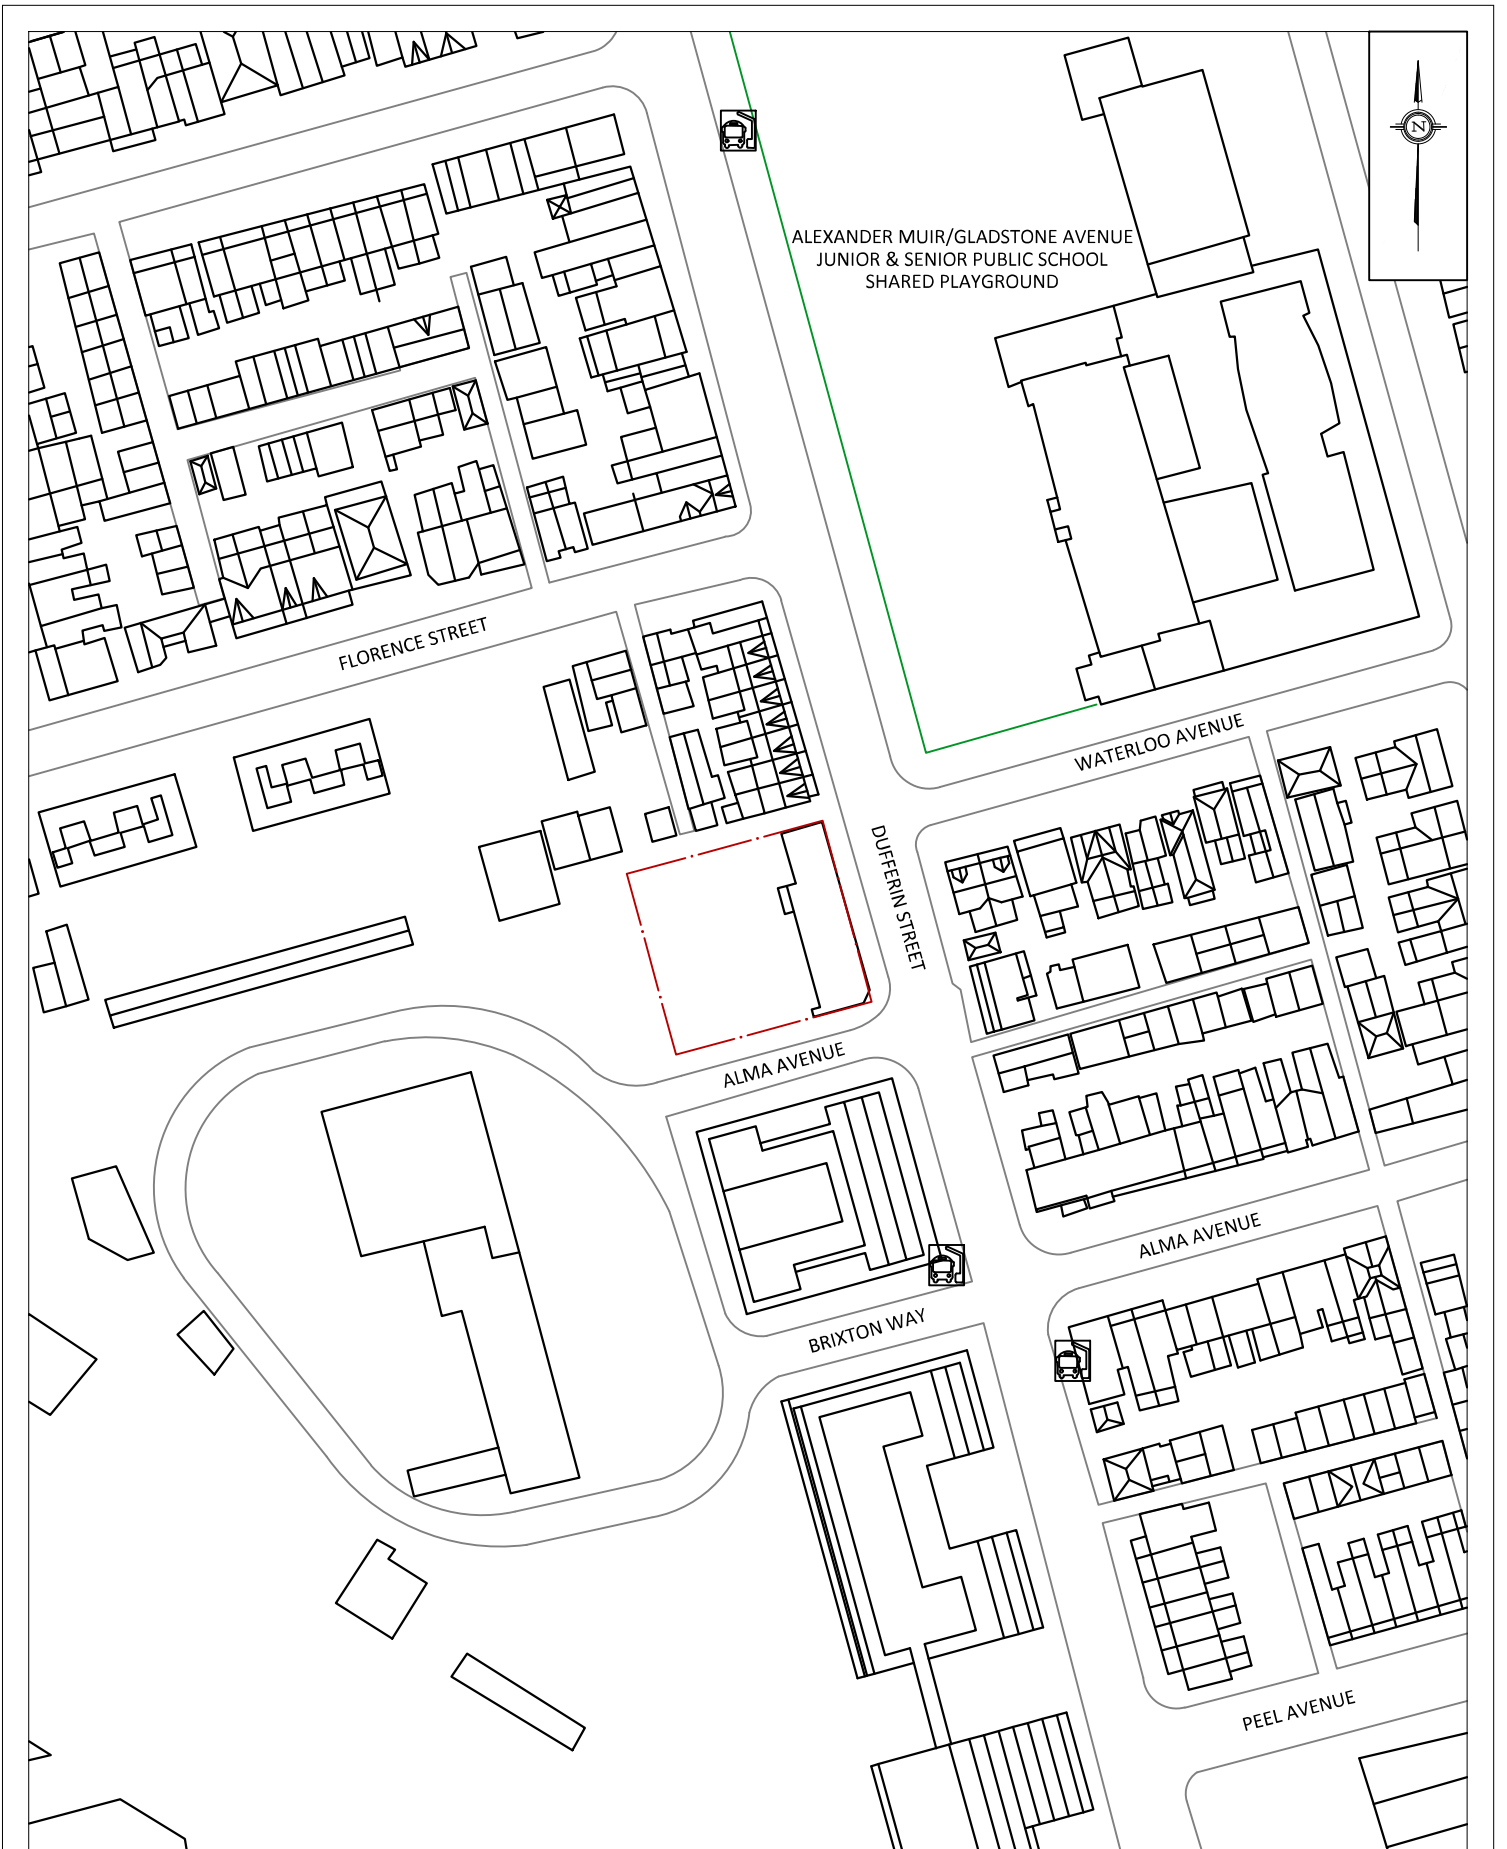 N
ALEXANDER MUIR/GLADSTONE AVENUE
JUNIOR & SENIOR PUBLIC SCHOOL
SHARED PLAYGROUND
FLORENCE STREET
WATERLOO AVENUE
DUFFERIN STREET
ALMA AVENUE
ALMA AVENUE
BRIXTON WAY
PEEL AVENUE